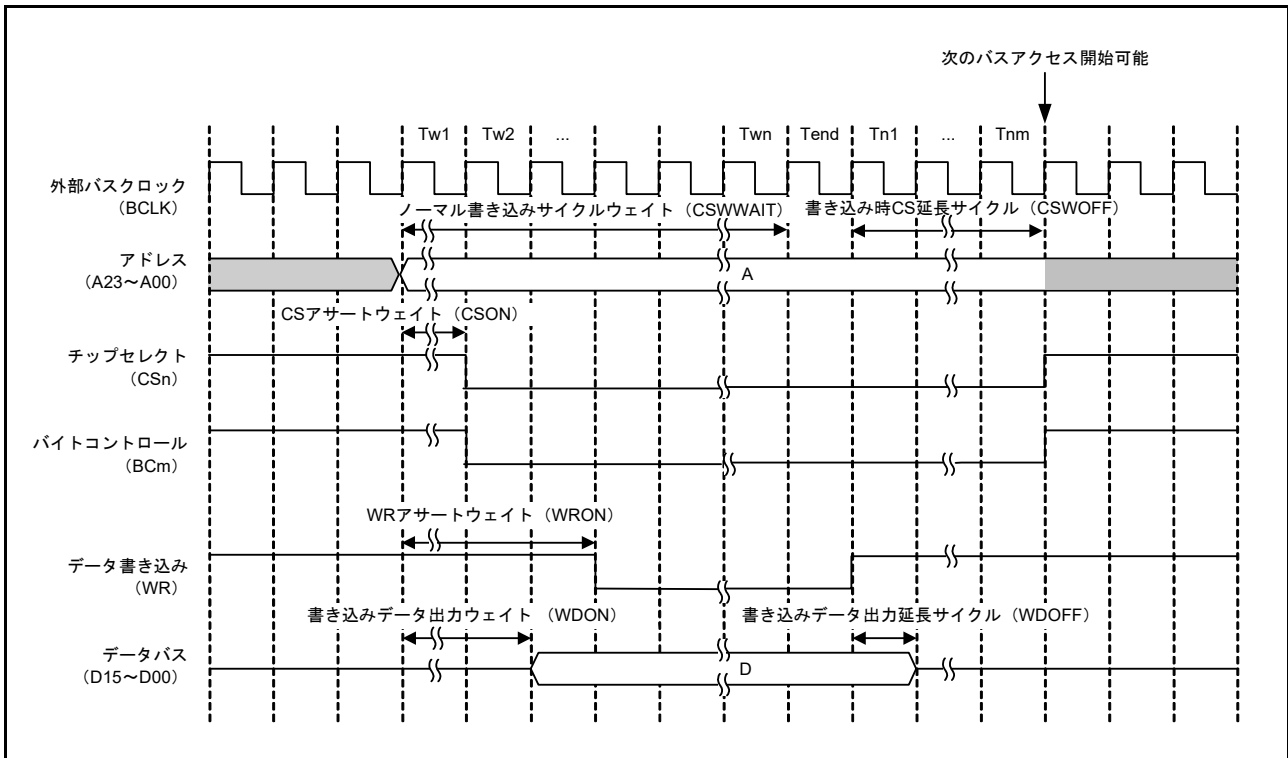 次のバスアクセス開始可能
Tw1 Tw2 ... Twn Tend Tn1 ... Tnm
外部バスクロック
（BCLK）
ノーマル書き込みサイクルウェイト（CSWWAIT）
書き込み時CS延長サイクル（CSWOFF）
アドレス
（A23～A00）
A
CSアサートウェイト（CSON）
チップセレクト
（CSn）
バイトコントロール
（BCm）
WRアサートウェイト（WRON）
データ書き込み
（WR）
書き込みデータ出力ウェイト（WDON）
書き込みデータ出力延長サイクル（WDOFF）
データバス
（D15～D00）
D